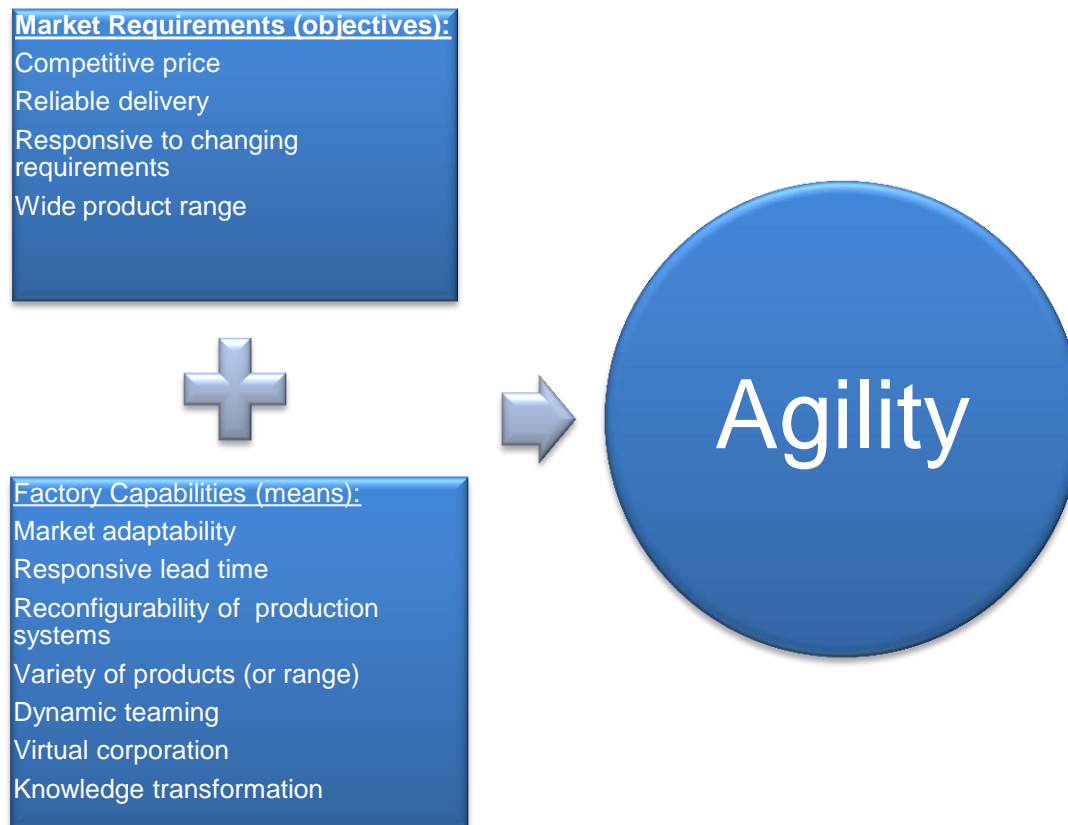 Market Requirements (objectives):
Competitive price
Reliable delivery
Responsive to changing
requirements
Wide product range
Agility
Factory Capabilities (means):
Market adaptability
Responsive lead time
Reconfigurability of  production
systems
Variety of products (or range)
Dynamic teaming
Virtual corporation
Knowledge transformation